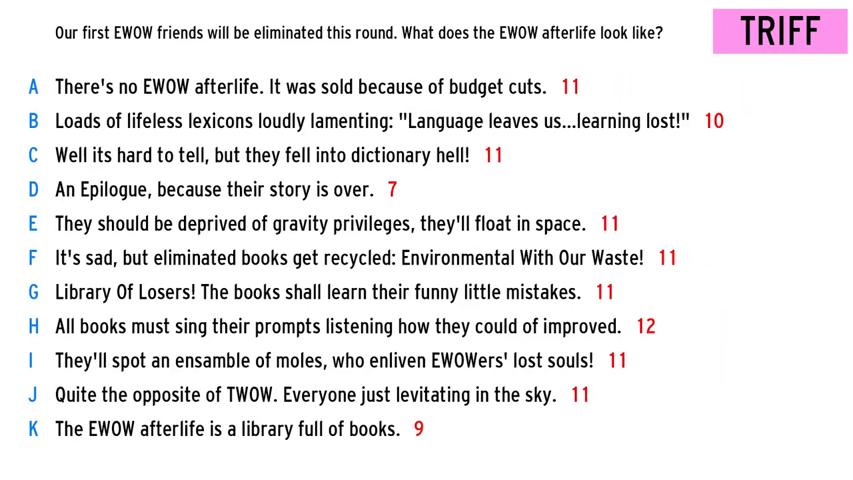 Our first EWOW friends will be eliminated this round. What does the EWOW afterlife look like?
TRIFF
A There's no EWOW afterlife. It was sold because of budget cuts. 11
B Loads of lifeless lexicons loudly lamenting: "Language leaves us...learning lost!" 10
C Well its hard to tell, but they fell into dictionary hell! 11
D An Epilogue, because their story is over. 7
E They should be deprived of gravity privileges, they'll float in space. 11
F It's sad, but eliminated books get recycled: Environmental With Our Waste! 11
G Library Of Losers! The books shall learn their funny little mistakes. 11
H All books must sing their prompts listening how they could of improved. 12
I They'll spot an ensamble of moles, who enliven EWOWers' lost souls! 11
J Quite the opposite of TWOW. Everyone just levitating in the sky. 11
K The EWOW afterlife is a library full of books. 9